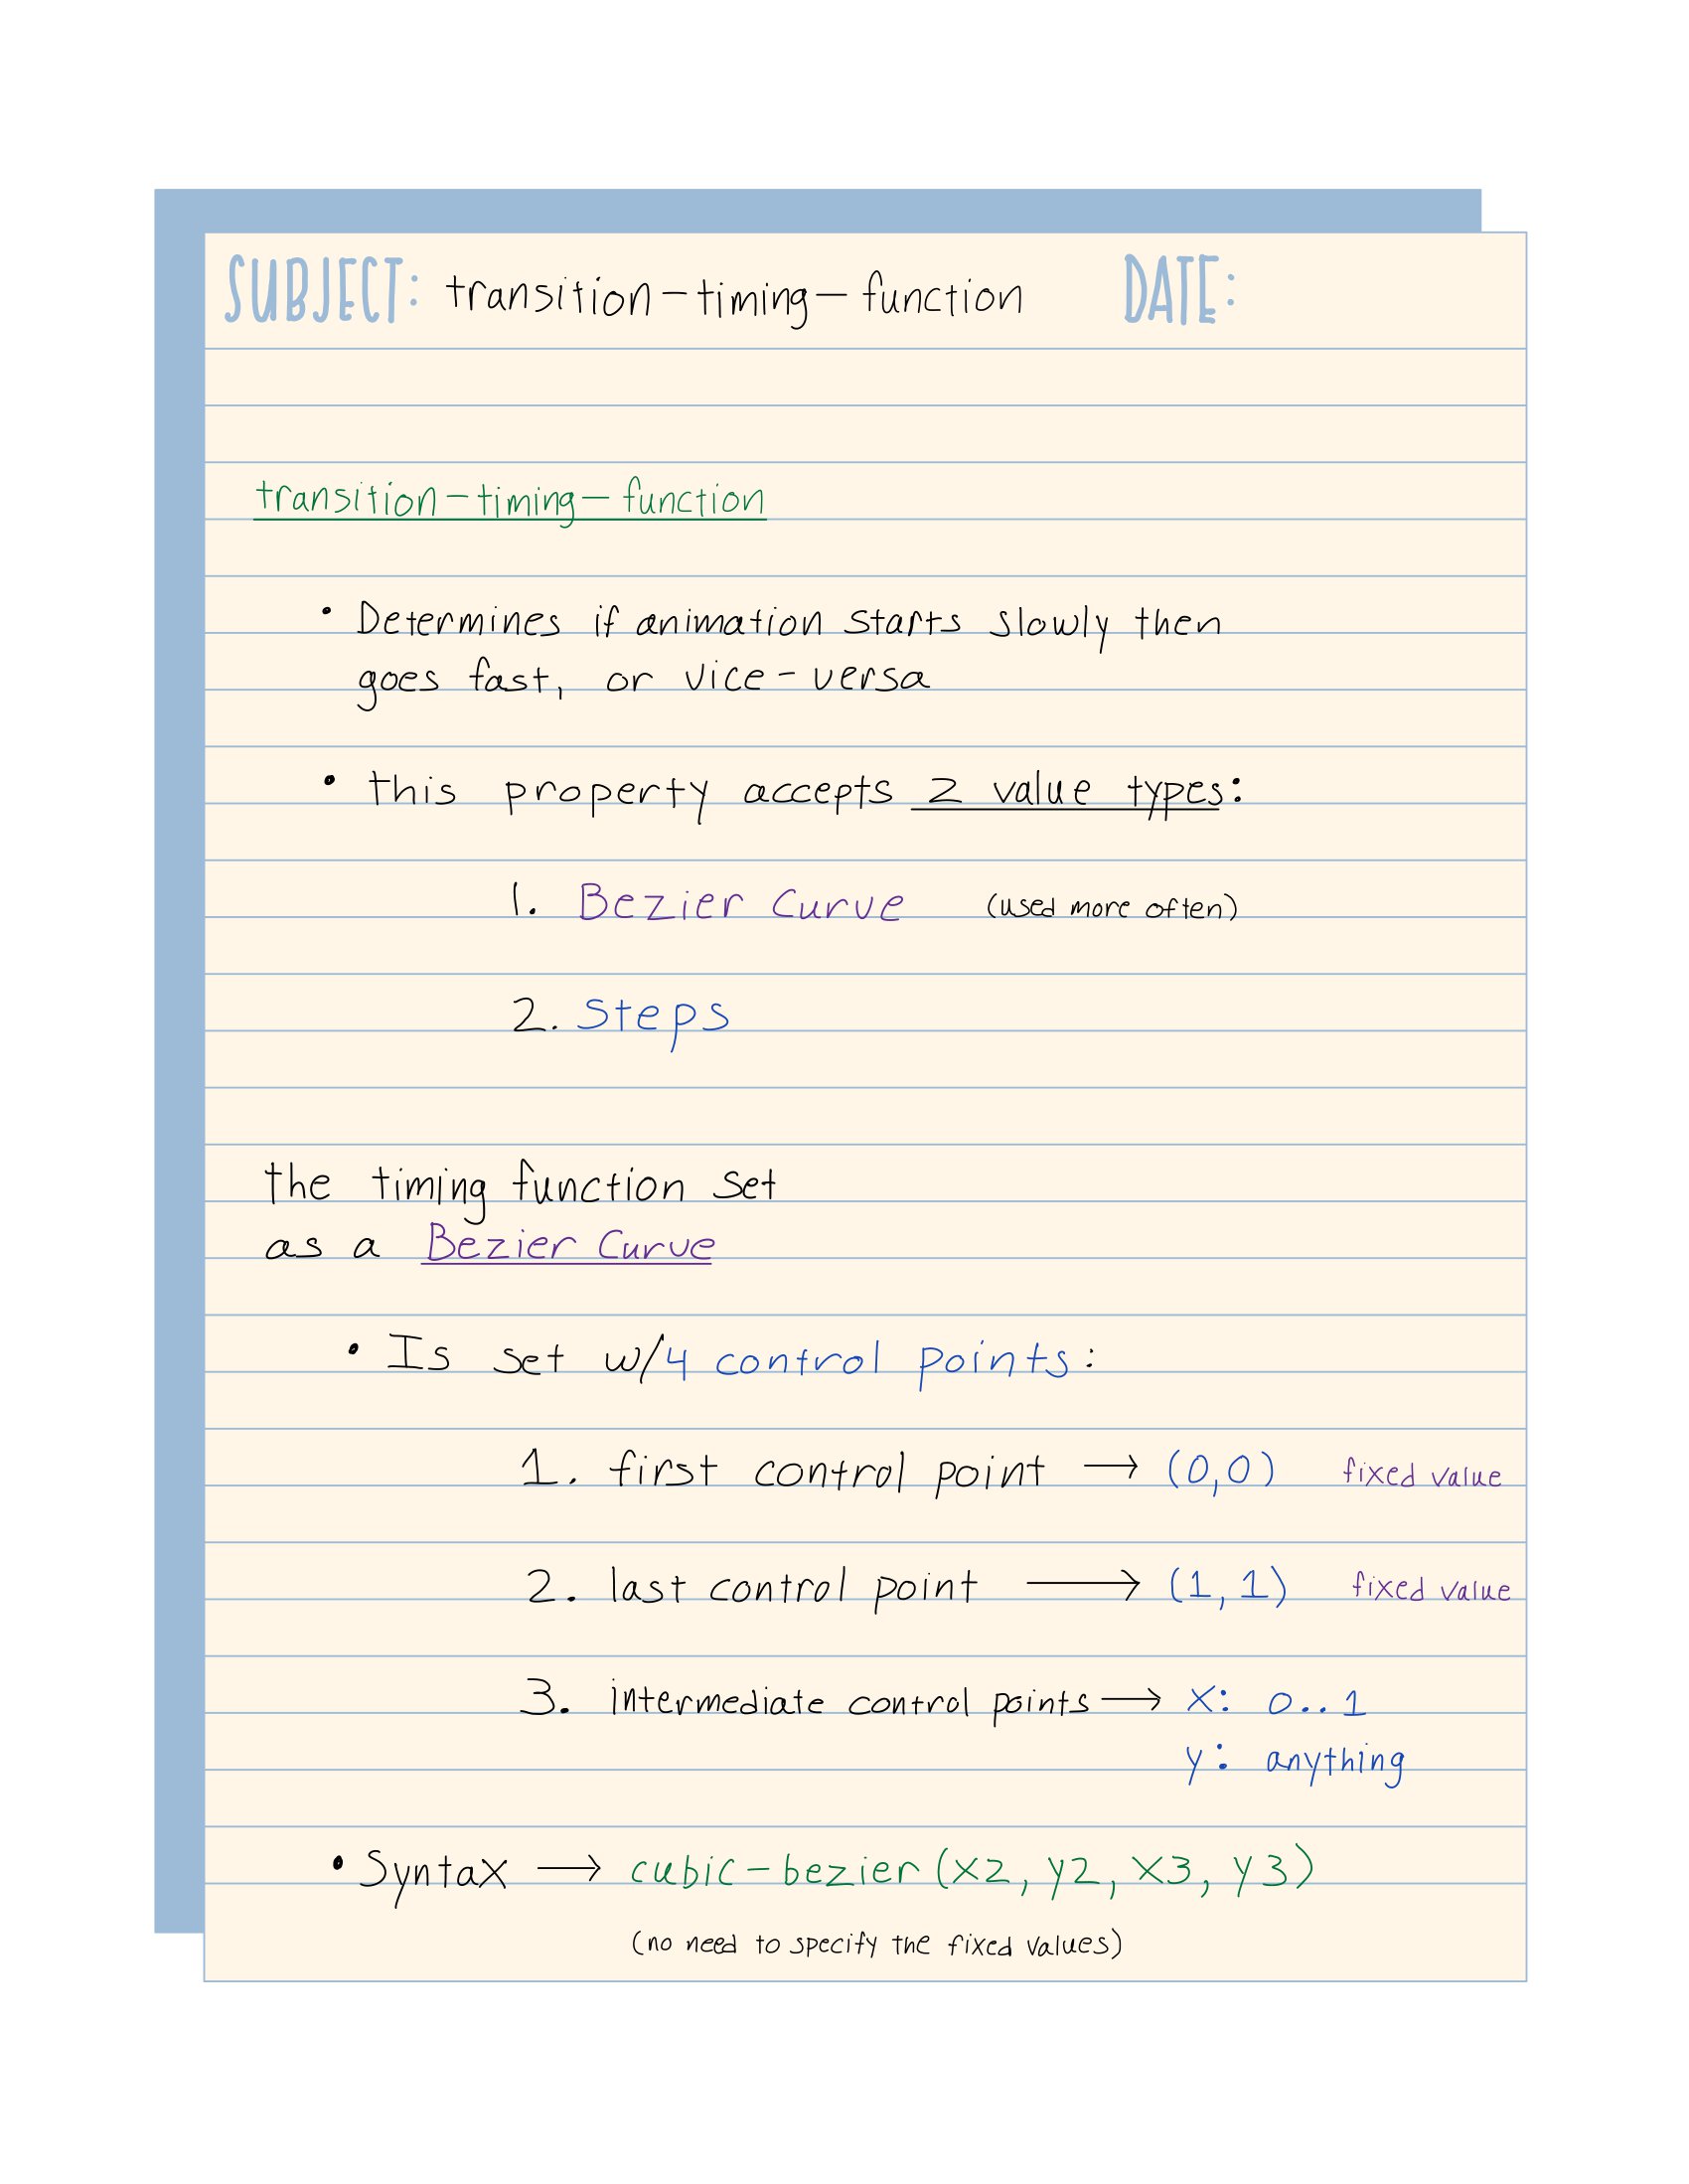 SUBJECT: transition-timing-function DATE:
transition-timing-function
• Determines if animation starts slowly then
goes fast, or vice-versa
• this property accepts 2 value types:
1. Bezier Curve (used more often)
2. Steps
the timing function set
as a Bezier Curve
• Is set w/4 control points:
1. first control point → (0,0) fixed value
2. last control point → (1, 1) fixed value
3. intermediate control points → X: 0..1
y: anything
• Syntax → cubic-bezier (x2, y2, x3, y3)
(no need to specify the fixed values)